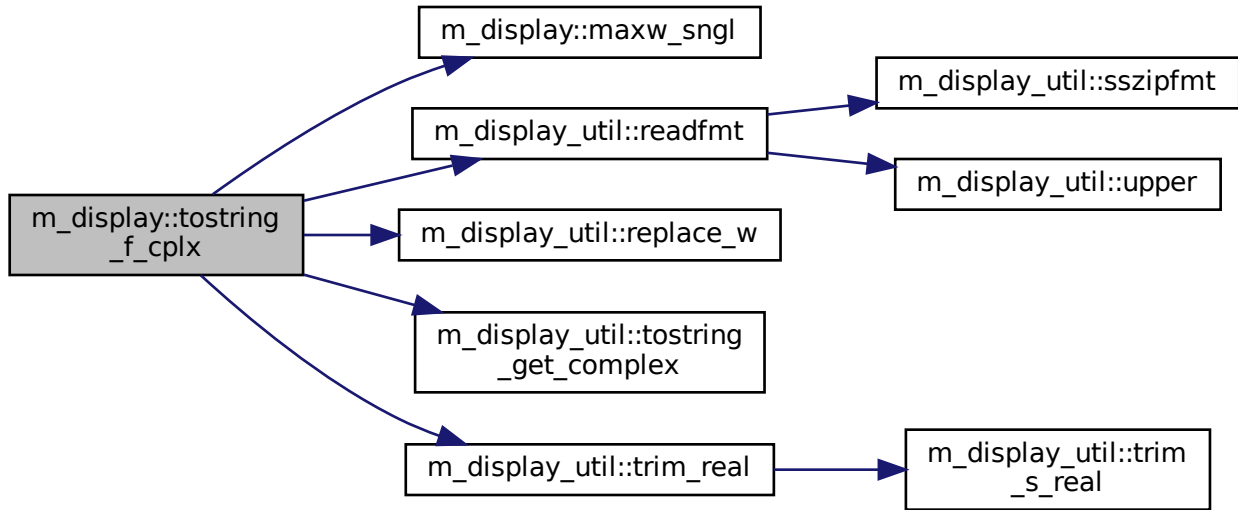 m_display::tostring
_f_cplx
m_display::maxw_sngl
m_display_util::readfmt
m_display_util::replace_w
m_display_util::tostring
_get_complex
m_display_util::trim_real
m_display_util::sszipfmt
m_display_util::upper
m_display_util::trim
_s_real